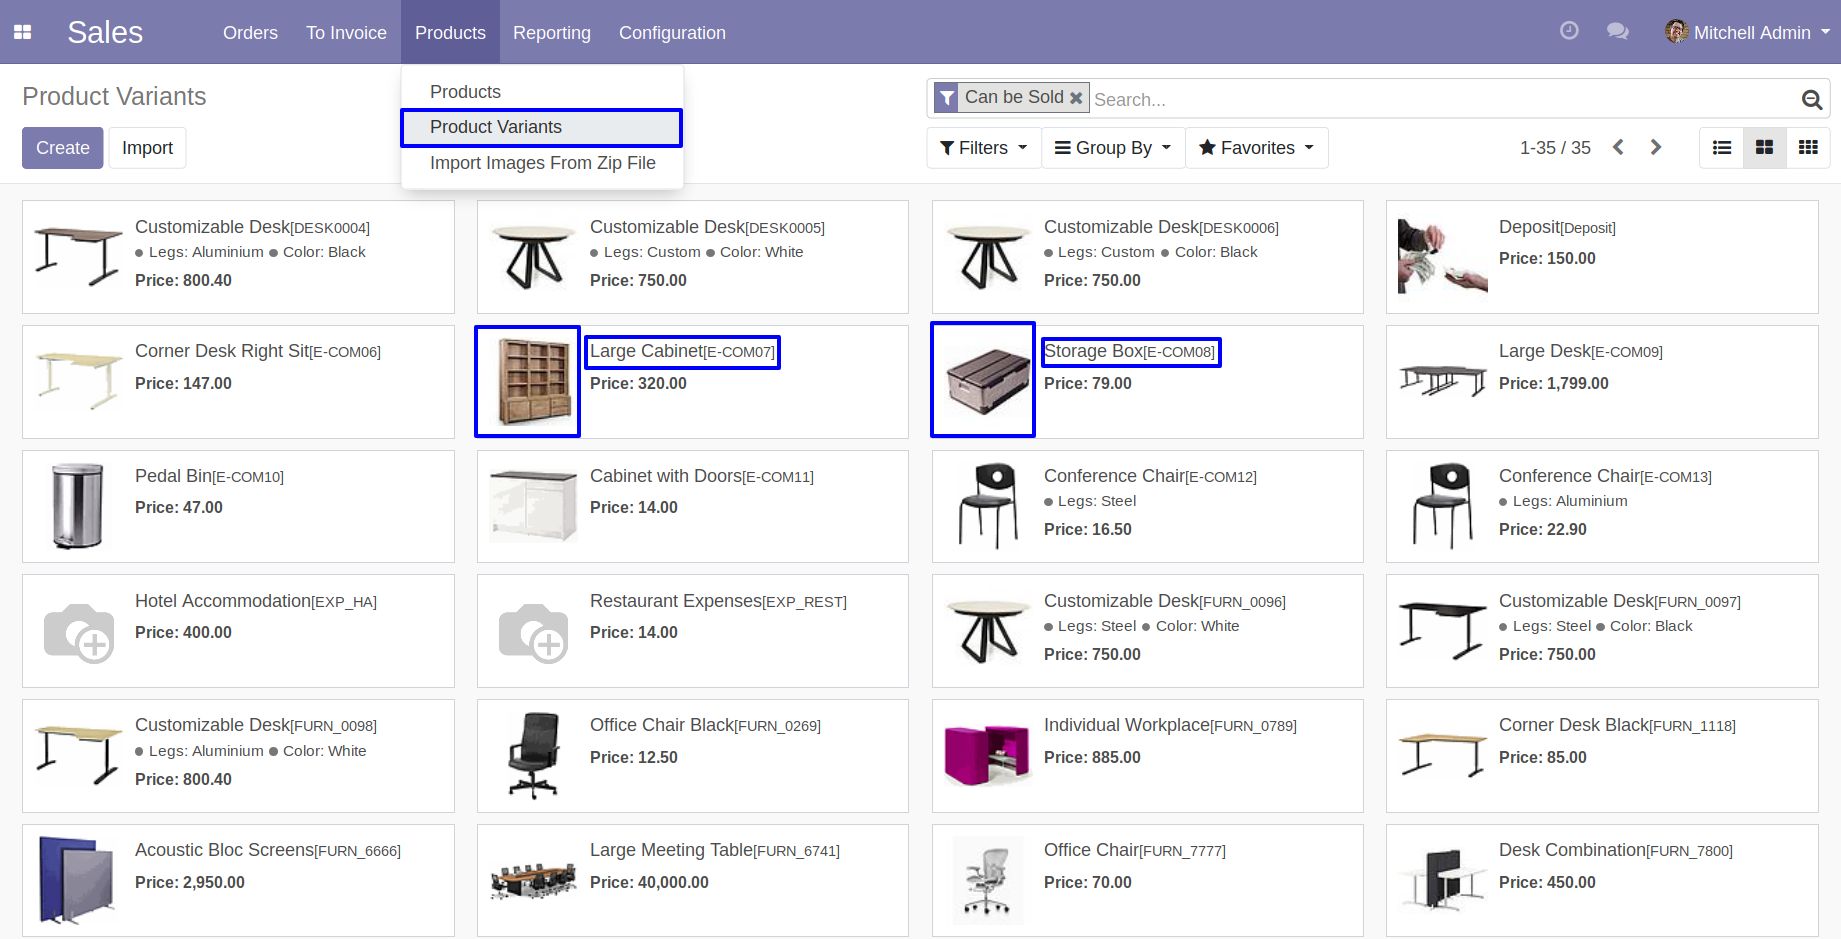 Sales Orders To Invoice Products Reporting Configuration Mitchell Admin
Product Variants
Can be Sold Search...
Create Import
Products
Product Variants
Import Images From Zip File
Filters Group By Favorites 1-35 / 35
Customizable Desk[DESK0004]
Legs: Aluminium Color: Black
Price: 800.40
Customizable Desk[DESK0005]
Legs: Custom Color: White
Price: 750.00
Customizable Desk[DESK0006]
Legs: Custom Color: Black
Price: 750.00
Deposit[Deposit]
Price: 150.00
Corner Desk Right Sit[E-COM06]
Price: 147.00
Large Cabinet[E-COM07]
Price: 320.00
Storage Box[E-COM08]
Price: 79.00
Large Desk[E-COM09]
Price: 1,799.00
Pedal Bin[E-COM10]
Price: 47.00
Cabinet with Doors[E-COM11]
Price: 14.00
Conference Chair[E-COM12]
Legs: Steel
Price: 16.50
Conference Chair[E-COM13]
Legs: Aluminium
Price: 22.90
Hotel Accommodation[EXP_HA]
Price: 400.00
Restaurant Expenses[EXP_REST]
Price: 14.00
Customizable Desk[FURN_0096]
Legs: Steel Color: White
Price: 750.00
Customizable Desk[FURN_0097]
Legs: Steel Color: Black
Price: 750.00
Customizable Desk[FURN_0098]
Legs: Aluminium Color: White
Price: 800.40
Office Chair Black[FURN_0269]
Price: 12.50
Individual Workplace[FURN_0789]
Price: 885.00
Corner Desk Black[FURN_1118]
Price: 85.00
Acoustic Bloc Screens[FURN_6666]
Price: 2,950.00
Large Meeting Table[FURN_6741]
Price: 40,000.00
Office Chair[FURN_7777]
Price: 70.00
Desk Combination[FURN_7800]
Price: 450.00